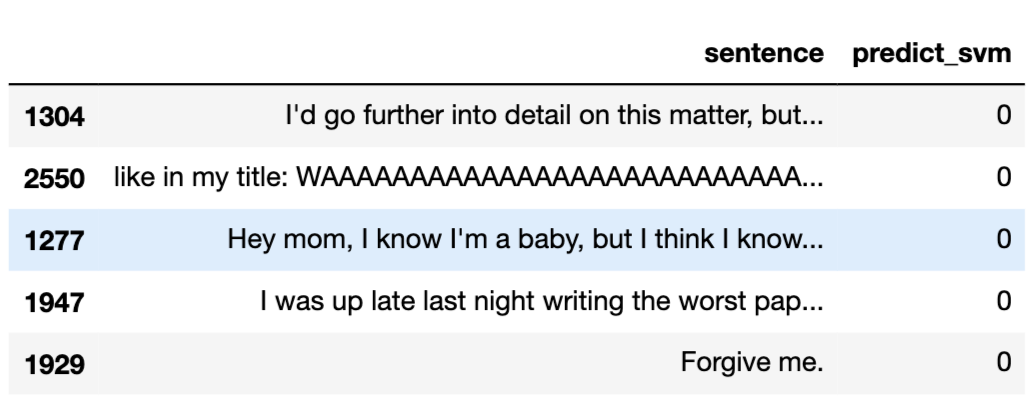 sentence predict_svm
1304 I'd go further into detail on this matter, but... 0
2550 like in my title: WAAAAAAAAAAAAAAAAAAAAAAAAAAA... 0
1277 Hey mom, I know I'm a baby, but I think I know... 0
1947 I was up late last night writing the worst pap... 0
1929 Forgive me. 0